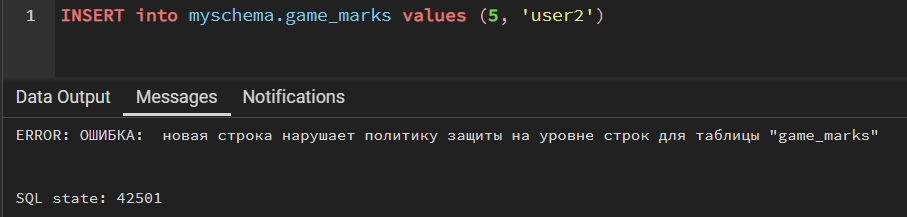 1 INSERT into myschema.game_marks values (5, 'user2')
Data Output Messages Notifications
ERROR: ОШИБКА: новая строка нарушает политику защиты на уровне строк для таблицы "game_marks"
SQL state: 42501